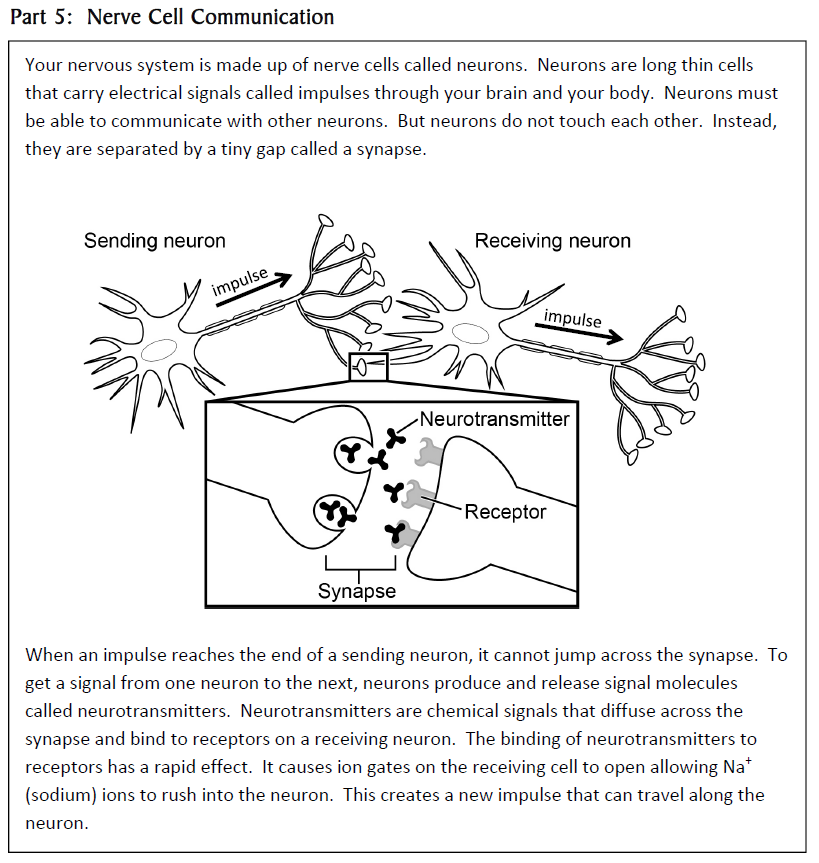 Part 5:  Nerve Cell Communication
Your nervous system is made up of nerve cells called neurons.  Neurons are long thin cells
that carry electrical signals called impulses through your brain and your body.  Neurons must
be able to communicate with other neurons.  But neurons do not touch each other.  Instead,
they are separated by a tiny gap called a synapse.
Sending neuron
Receiving neuron
impulse
impulse
Neurotransmitter
Receptor
Synapse
When an impulse reaches the end of a sending neuron, it cannot jump across the synapse.  To
get a signal from one neuron to the next, neurons produce and release signal molecules
called neurotransmitters.  Neurotransmitters are chemical signals that diffuse across the
synapse and bind to receptors on a receiving neuron.  The binding of neurotransmitters to
receptors has a rapid effect.  It causes ion gates on the receiving cell to open allowing Na⁺
(sodium) ions to rush into the neuron.  This creates a new impulse that can travel along the
neuron.